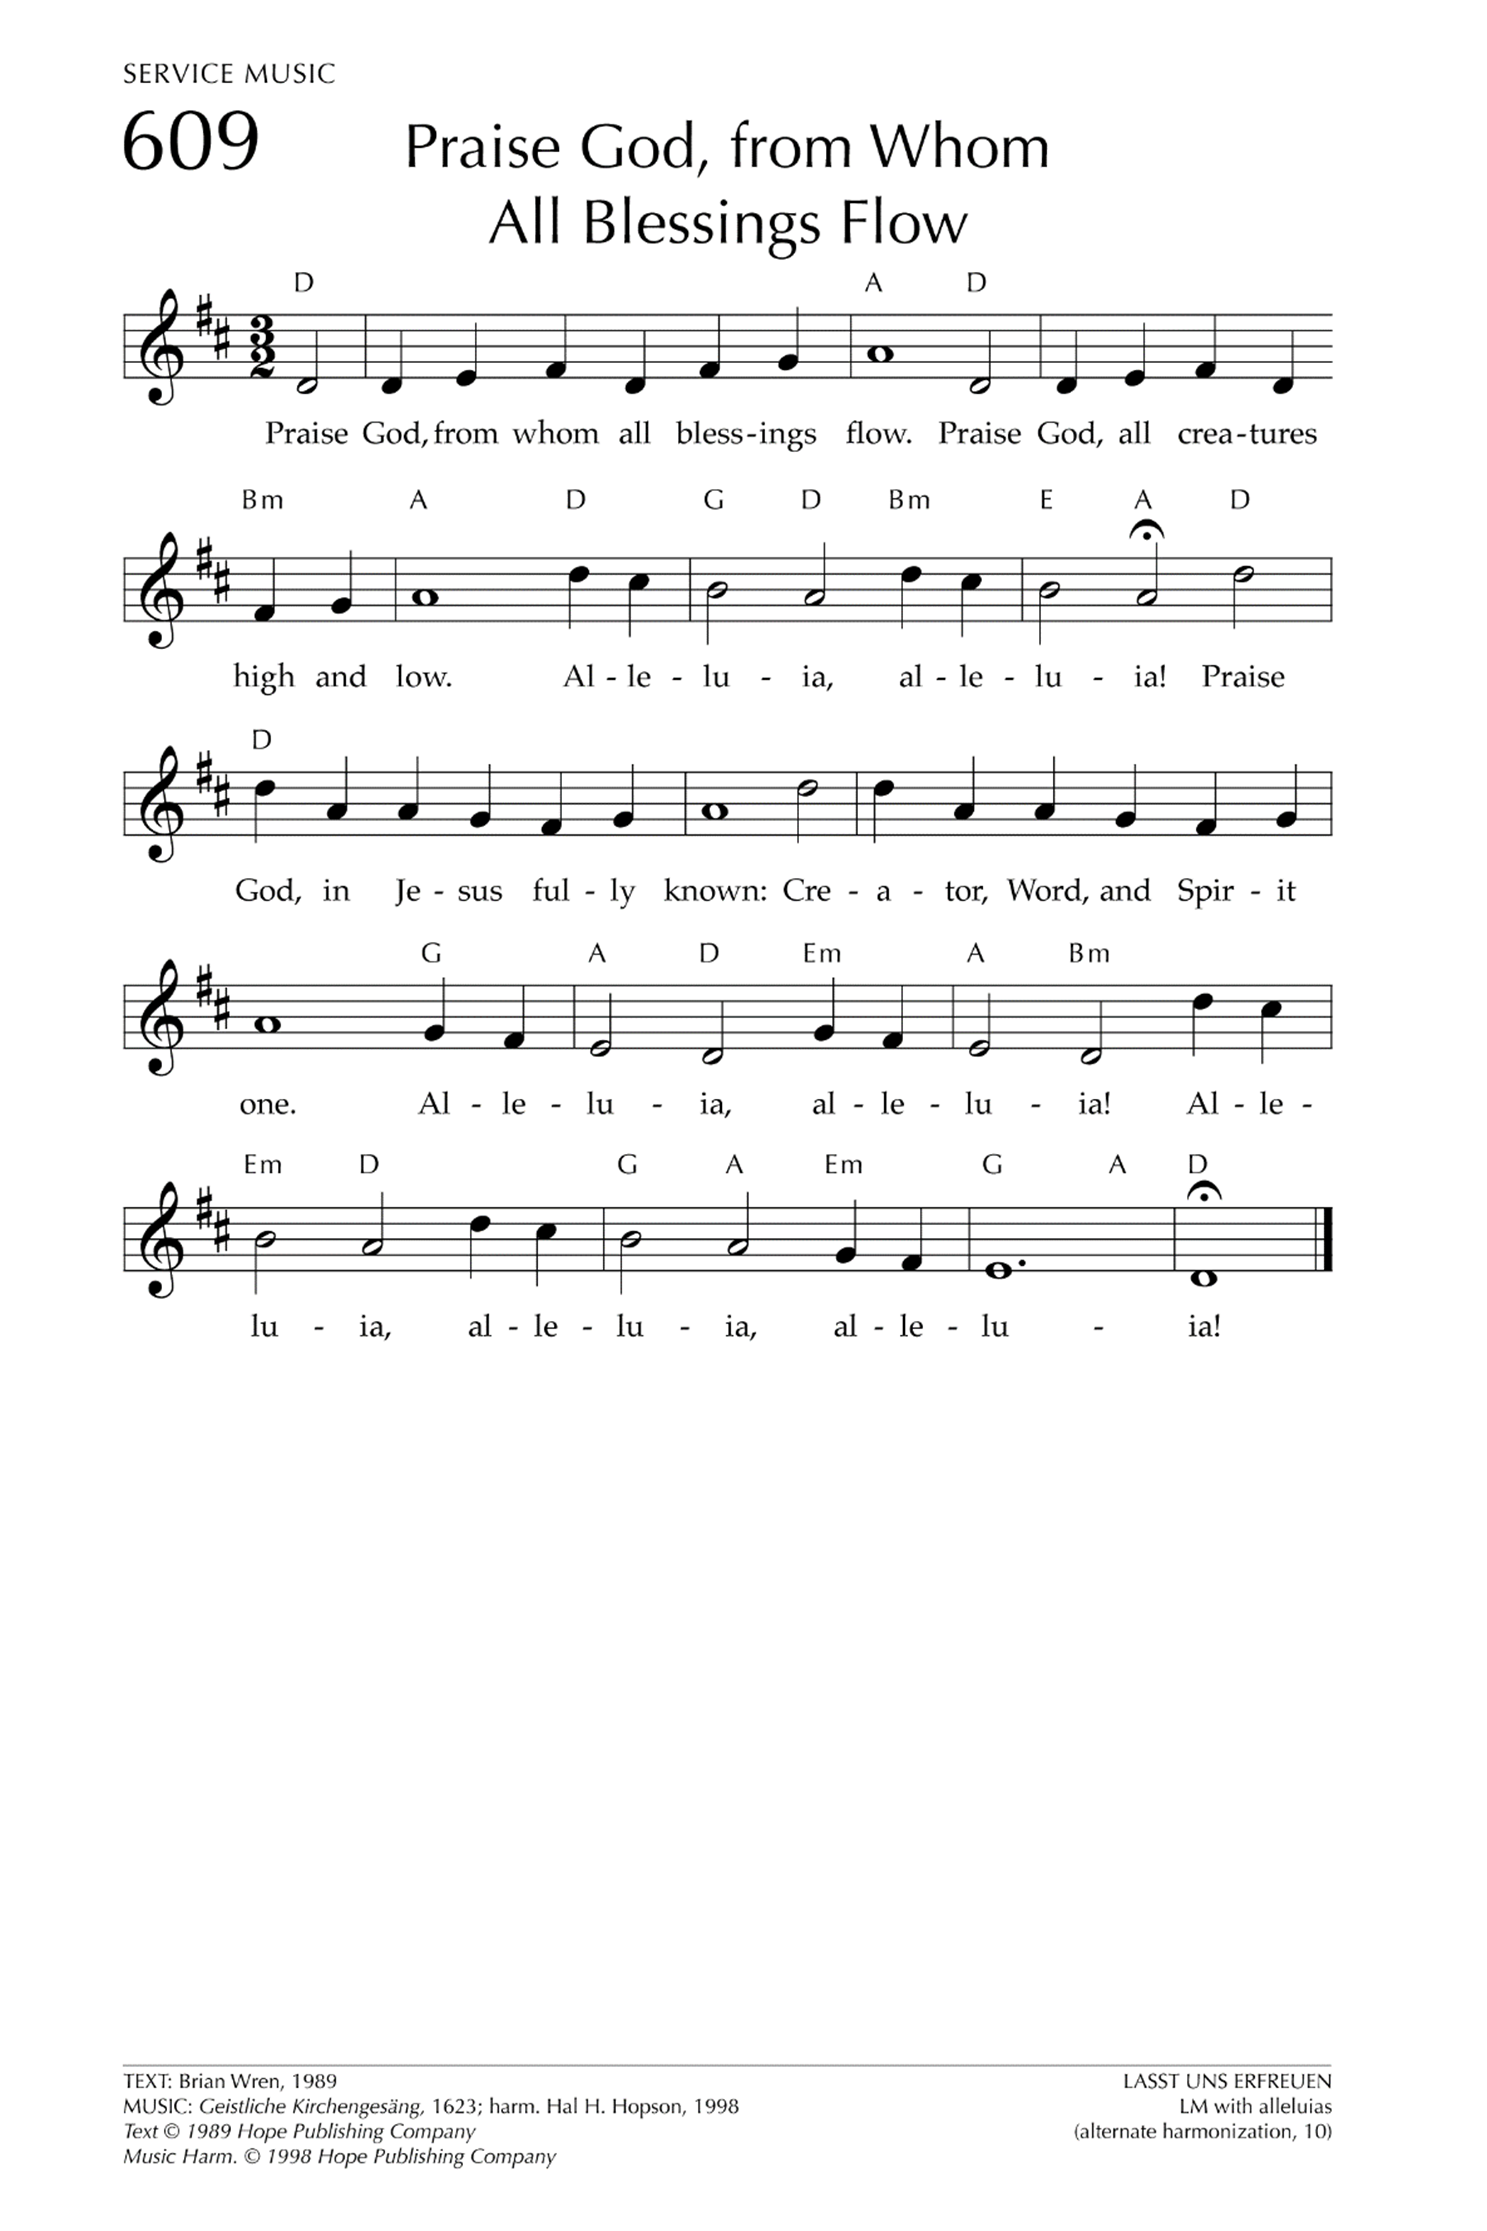 SERVICE MUSIC
609
Praise God, from Whom
All Blessings Flow
D A D
3
2
Praise God, from whom all bless-ings flow. Praise God, all crea-tures
Bm A D G D Bm E A D
high and low. Al - le - lu - ia, al - le - lu - ia! Praise
D
God, in Je - sus ful - ly known: Cre - a - tor, Word, and Spir - it
G A D Em A Bm
one. Al - le - lu - ia, al - le - lu - ia! Al - le -
Em D G A Em G A D
lu - ia, al - le - lu - ia, al - le - lu - ia!
TEXT: Brian Wren, 1989
MUSIC: Geistliche Kirchengesäng, 1623; harm. Hal H. Hopson, 1998
Text © 1989 Hope Publishing Company
Music Harm. © 1998 Hope Publishing Company
LASST UNS ERFREUEN
LM with alleluias
(alternate harmonization, 10)